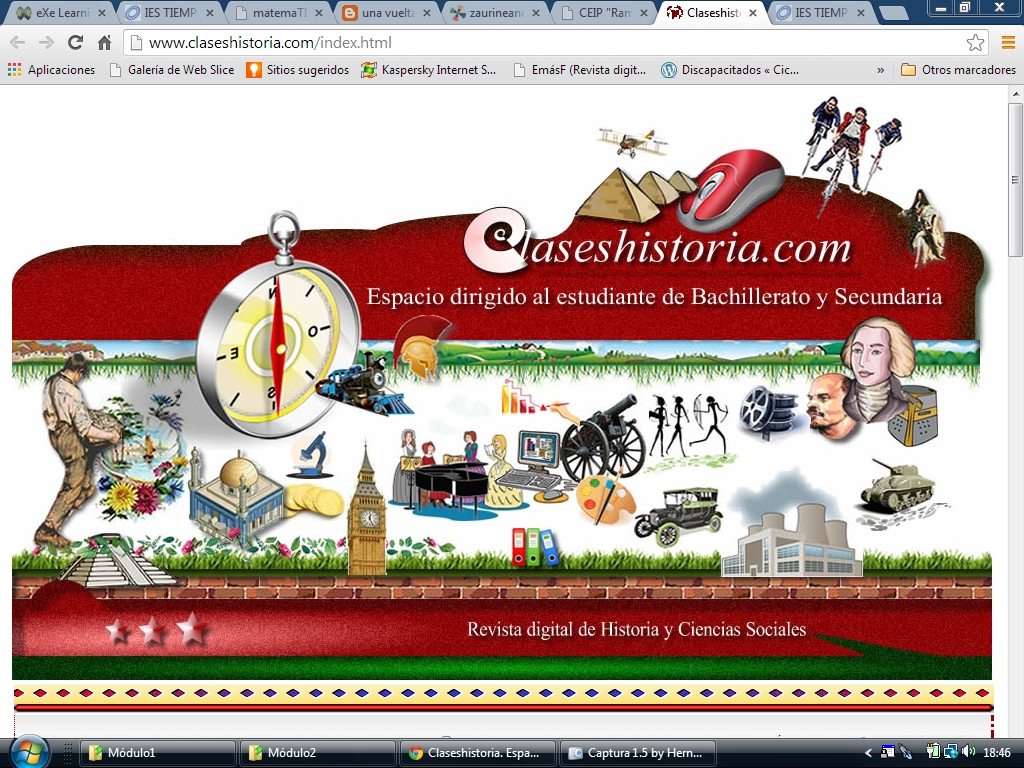 eXe Learni
IES TIEMP
matemaTI
una vuelta
zaurinean
CEIP "Ram
Claseshist
IES TIEMP
www.claseshistoria.com/index.html
Aplicaciones
Galería de Web Slice
Sitios sugeridos
Kaspersky Internet S...
EmásF (Revista digit...
Discapacitados « Cic...
»
Otros marcadores
Claseshistoria.com
Espacio dirigido al estudiante de Bachillerato y Secundaria
N
O
E
S
Revista digital de Historia y Ciencias Sociales
Módulo1
Módulo2
Claseshistoria. Espa...
Captura 1.5 by Hern...
18:46